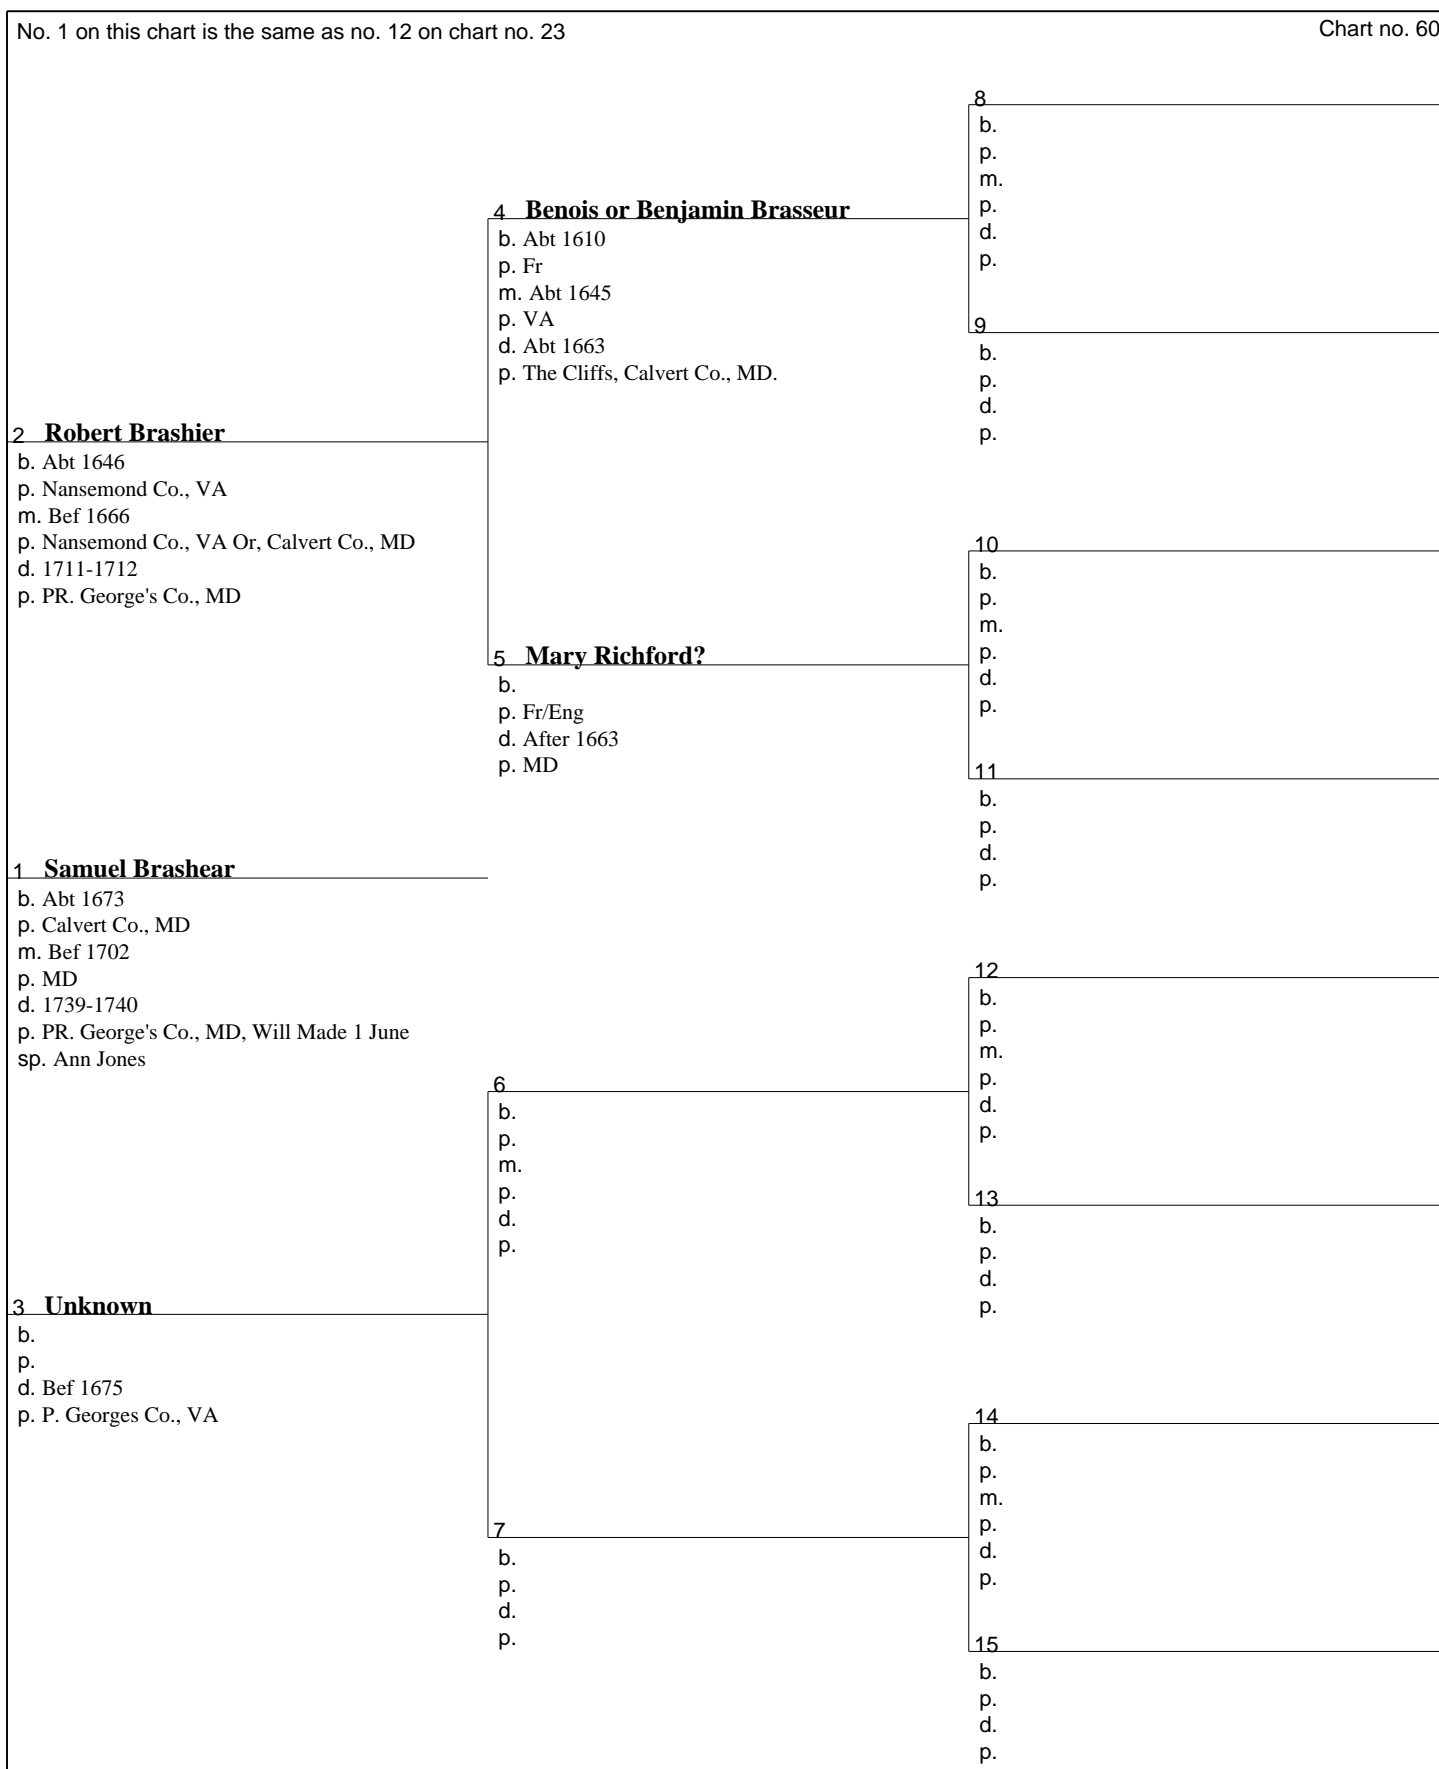 No. 1 on this chart is the same as no. 12 on chart no. 23
Chart no. 60
8
b.
p.
m.
p.
d.
p.
4 Benois or Benjamin Brasseur
b. Abt 1610
p. Fr
m. Abt 1645
p. VA
d. Abt 1663
p. The Cliffs, Calvert Co., MD.
9
b.
p.
d.
p.
2 Robert Brashier
b. Abt 1646
p. Nansemond Co., VA
m. Bef 1666
p. Nansemond Co., VA Or, Calvert Co., MD
d. 1711-1712
p. PR. George's Co., MD
10
b.
p.
m.
p.
d.
p.
5 Mary Richford?
b.
p. Fr/Eng
d. After 1663
p. MD
11
b.
p.
d.
p.
1 Samuel Brashear
b. Abt 1673
p. Calvert Co., MD
m. Bef 1702
p. MD
d. 1739-1740
p. PR. George's Co., MD, Will Made 1 June
sp. Ann Jones
12
b.
p.
m.
p.
d.
p.
6
b.
p.
m.
p.
d.
p.
13
b.
p.
d.
p.
3 Unknown
b.
p.
d. Bef 1675
p. P. Georges Co., VA
14
b.
p.
m.
p.
d.
p.
7
b.
p.
d.
p.
15
b.
p.
d.
p.